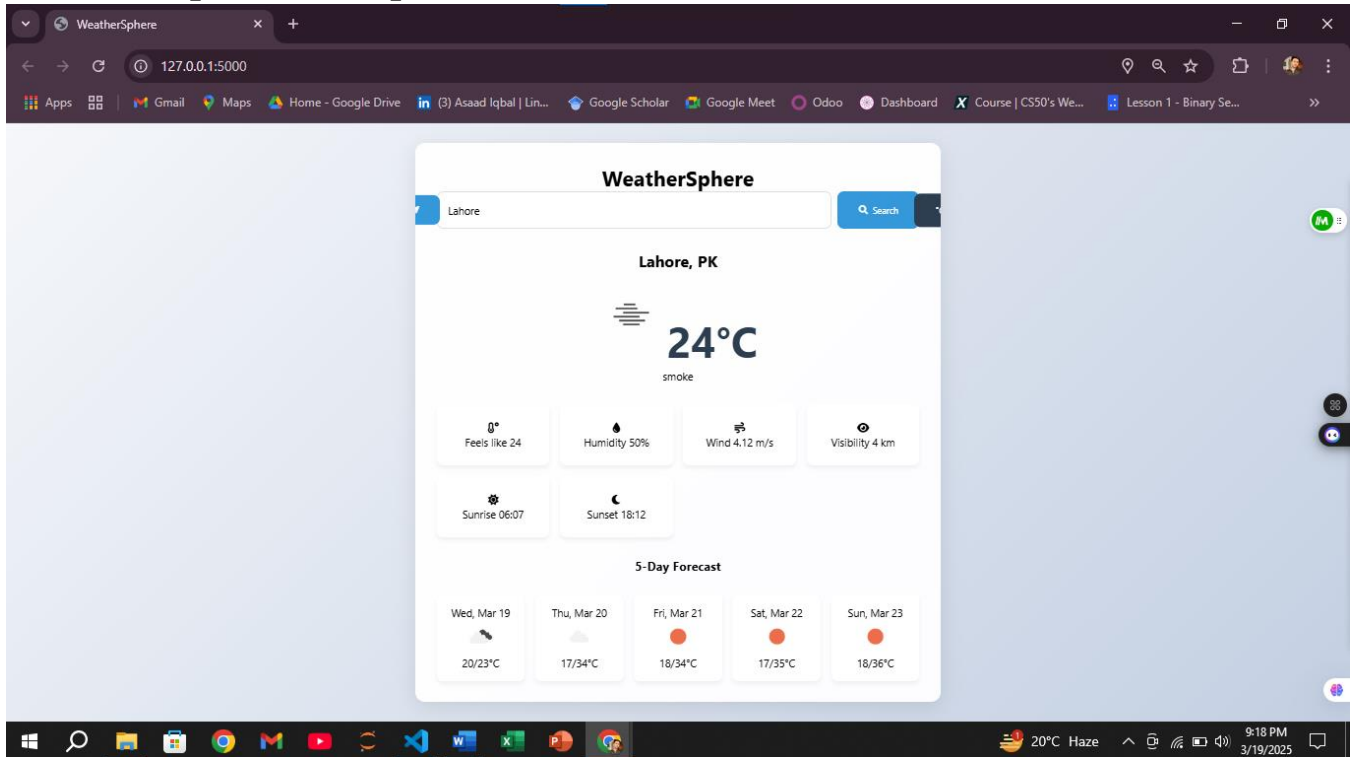 WeatherSphere
127.0.0.1:5000
Apps Gmail Maps Home - Google Drive (3) Asaad Iqbal | Lin... Google Scholar Google Meet Odoo Dashboard Course | CS50's We... Lesson 1 - Binary Se...
WeatherSphere
Lahore Search
Lahore, PK
24°C
smoke
Feels like 24 Humidity 50% Wind 4.12 m/s Visibility 4 km
Sunrise 06:07 Sunset 18:12
5-Day Forecast
Wed, Mar 19 Thu, Mar 20 Fri, Mar 21 Sat, Mar 22 Sun, Mar 23
20/23°C 17/34°C 18/34°C 17/35°C 18/36°C
20°C Haze 9:18 PM
3/19/2025